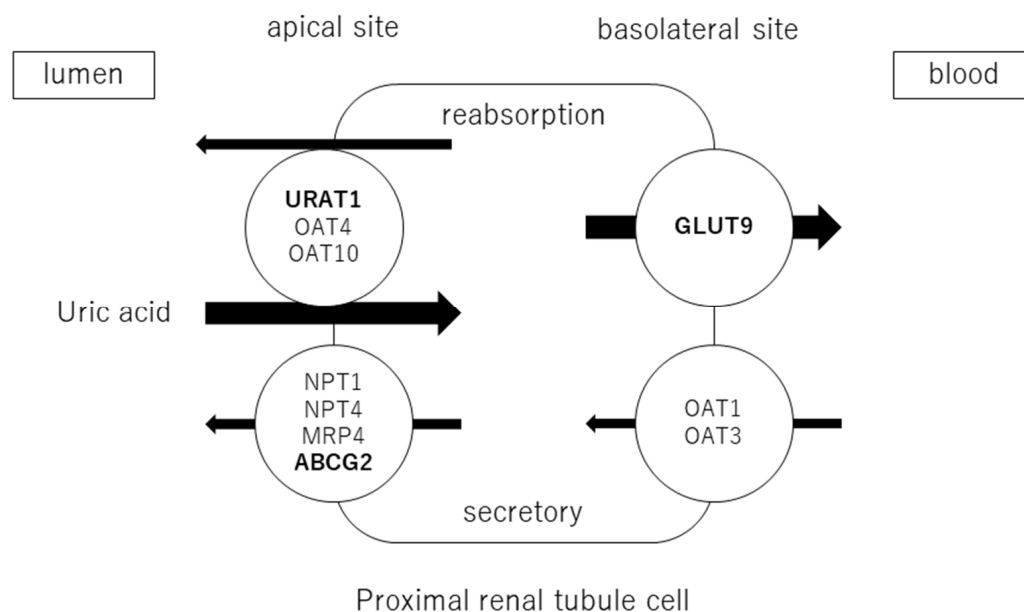 apical site
basolateral site
lumen
blood
reabsorption
URAT1
OAT4
OAT10
GLUT9
Uric acid
NPT1
NPT4
MRP4
ABCG2
OAT1
OAT3
secretory
Proximal renal tubule cell